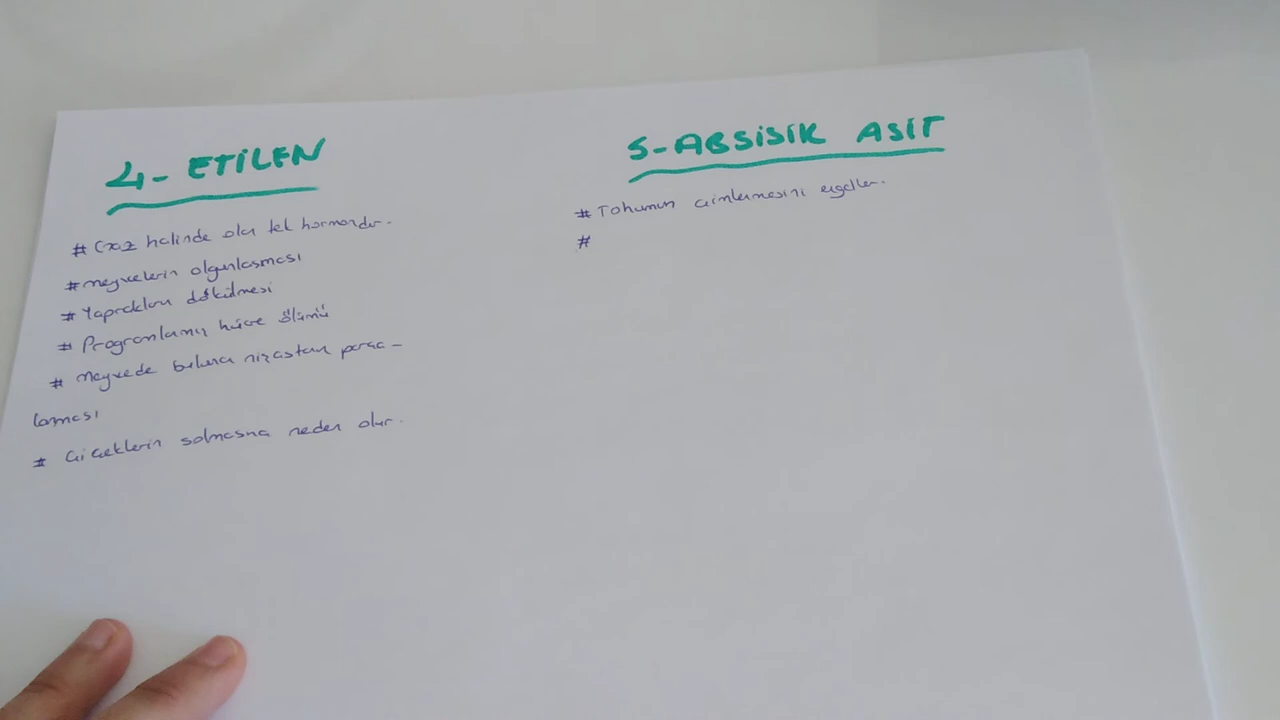 4- ETİLEN
# Gaz halinde olan tek hormondur.
# meyvelerin olgunlaşması
# Yaprakların dökülmesi
# Programlanmış hücre ölümü
# Meyvede bulunan nişastanın parça-
laması
# Çiçeklerin solmasına neden olur.
5- ABSİSİK ASİT
# Tohumun çimlenmesini engeller.
#